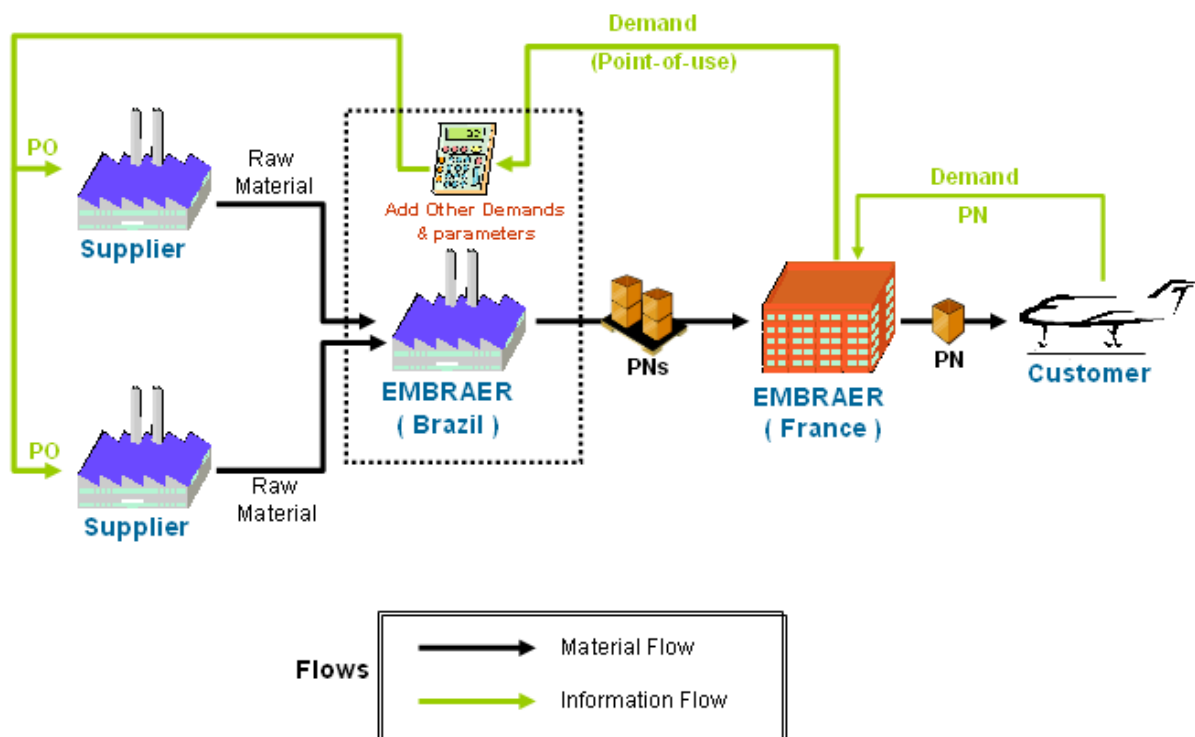 Demand
(Point-of-use)
PO
Raw
Material
Supplier
Add Other Demands
& parameters
Demand
PN
EMBRAER
( Brazil )
PNs
EMBRAER
( France )
PN
Customer
PO
Raw
Material
Supplier
Flows
Material Flow
Information Flow